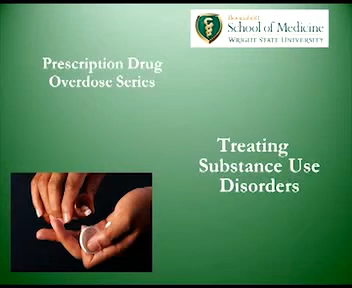 Boonshoft
School of Medicine
WRIGHT STATE UNIVERSITY
Prescription Drug
Overdose Series
Treating
Substance Use
Disorders